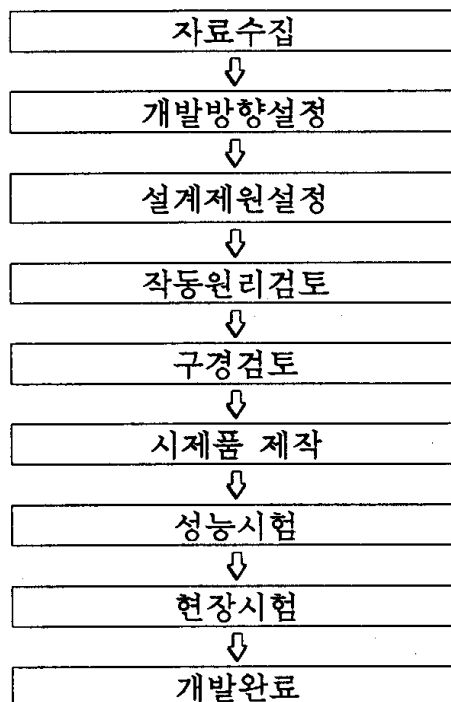 자료수집
개발방향설정
설계제원설정
작동원리검토
구경검토
시제품 제작
성능시험
현장시험
개발완료